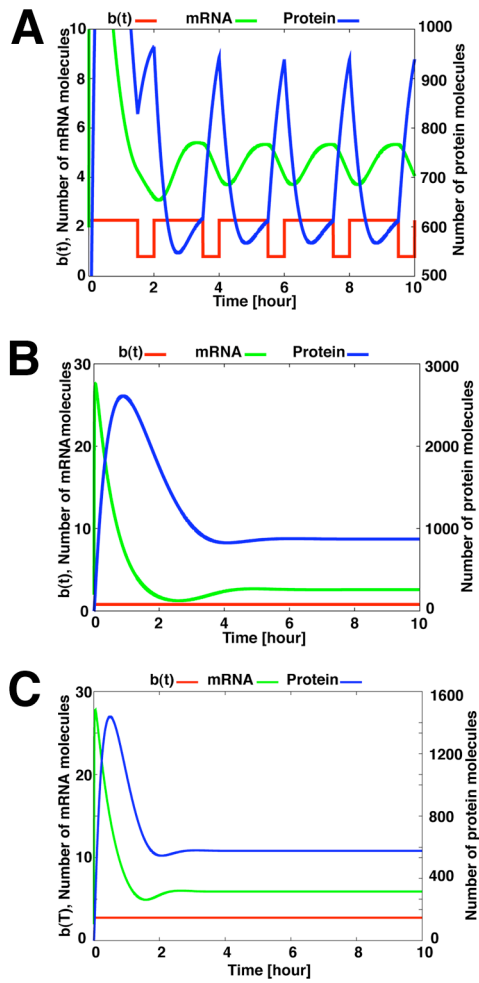 A
b(t) mRNA Protein
10
8
6
4
2
0
b(t), Number of mRNA molecules
1000
900
800
700
600
500
Number of protein molecules
0 2 4 6 8 10
Time [hour]
B
b(t) mRNA Protein
30
20
10
0
b(t), Number of mRNA molecules
3000
2000
1000
0
Number of protein molecules
0 2 4 6 8 10
Time [hour]
C
b(t) mRNA Protein
30
20
10
0
b(T), Number of mRNA molecules
1600
1200
800
400
0
Number of protein molecules
0 2 4 6 8 10
Time [hour]